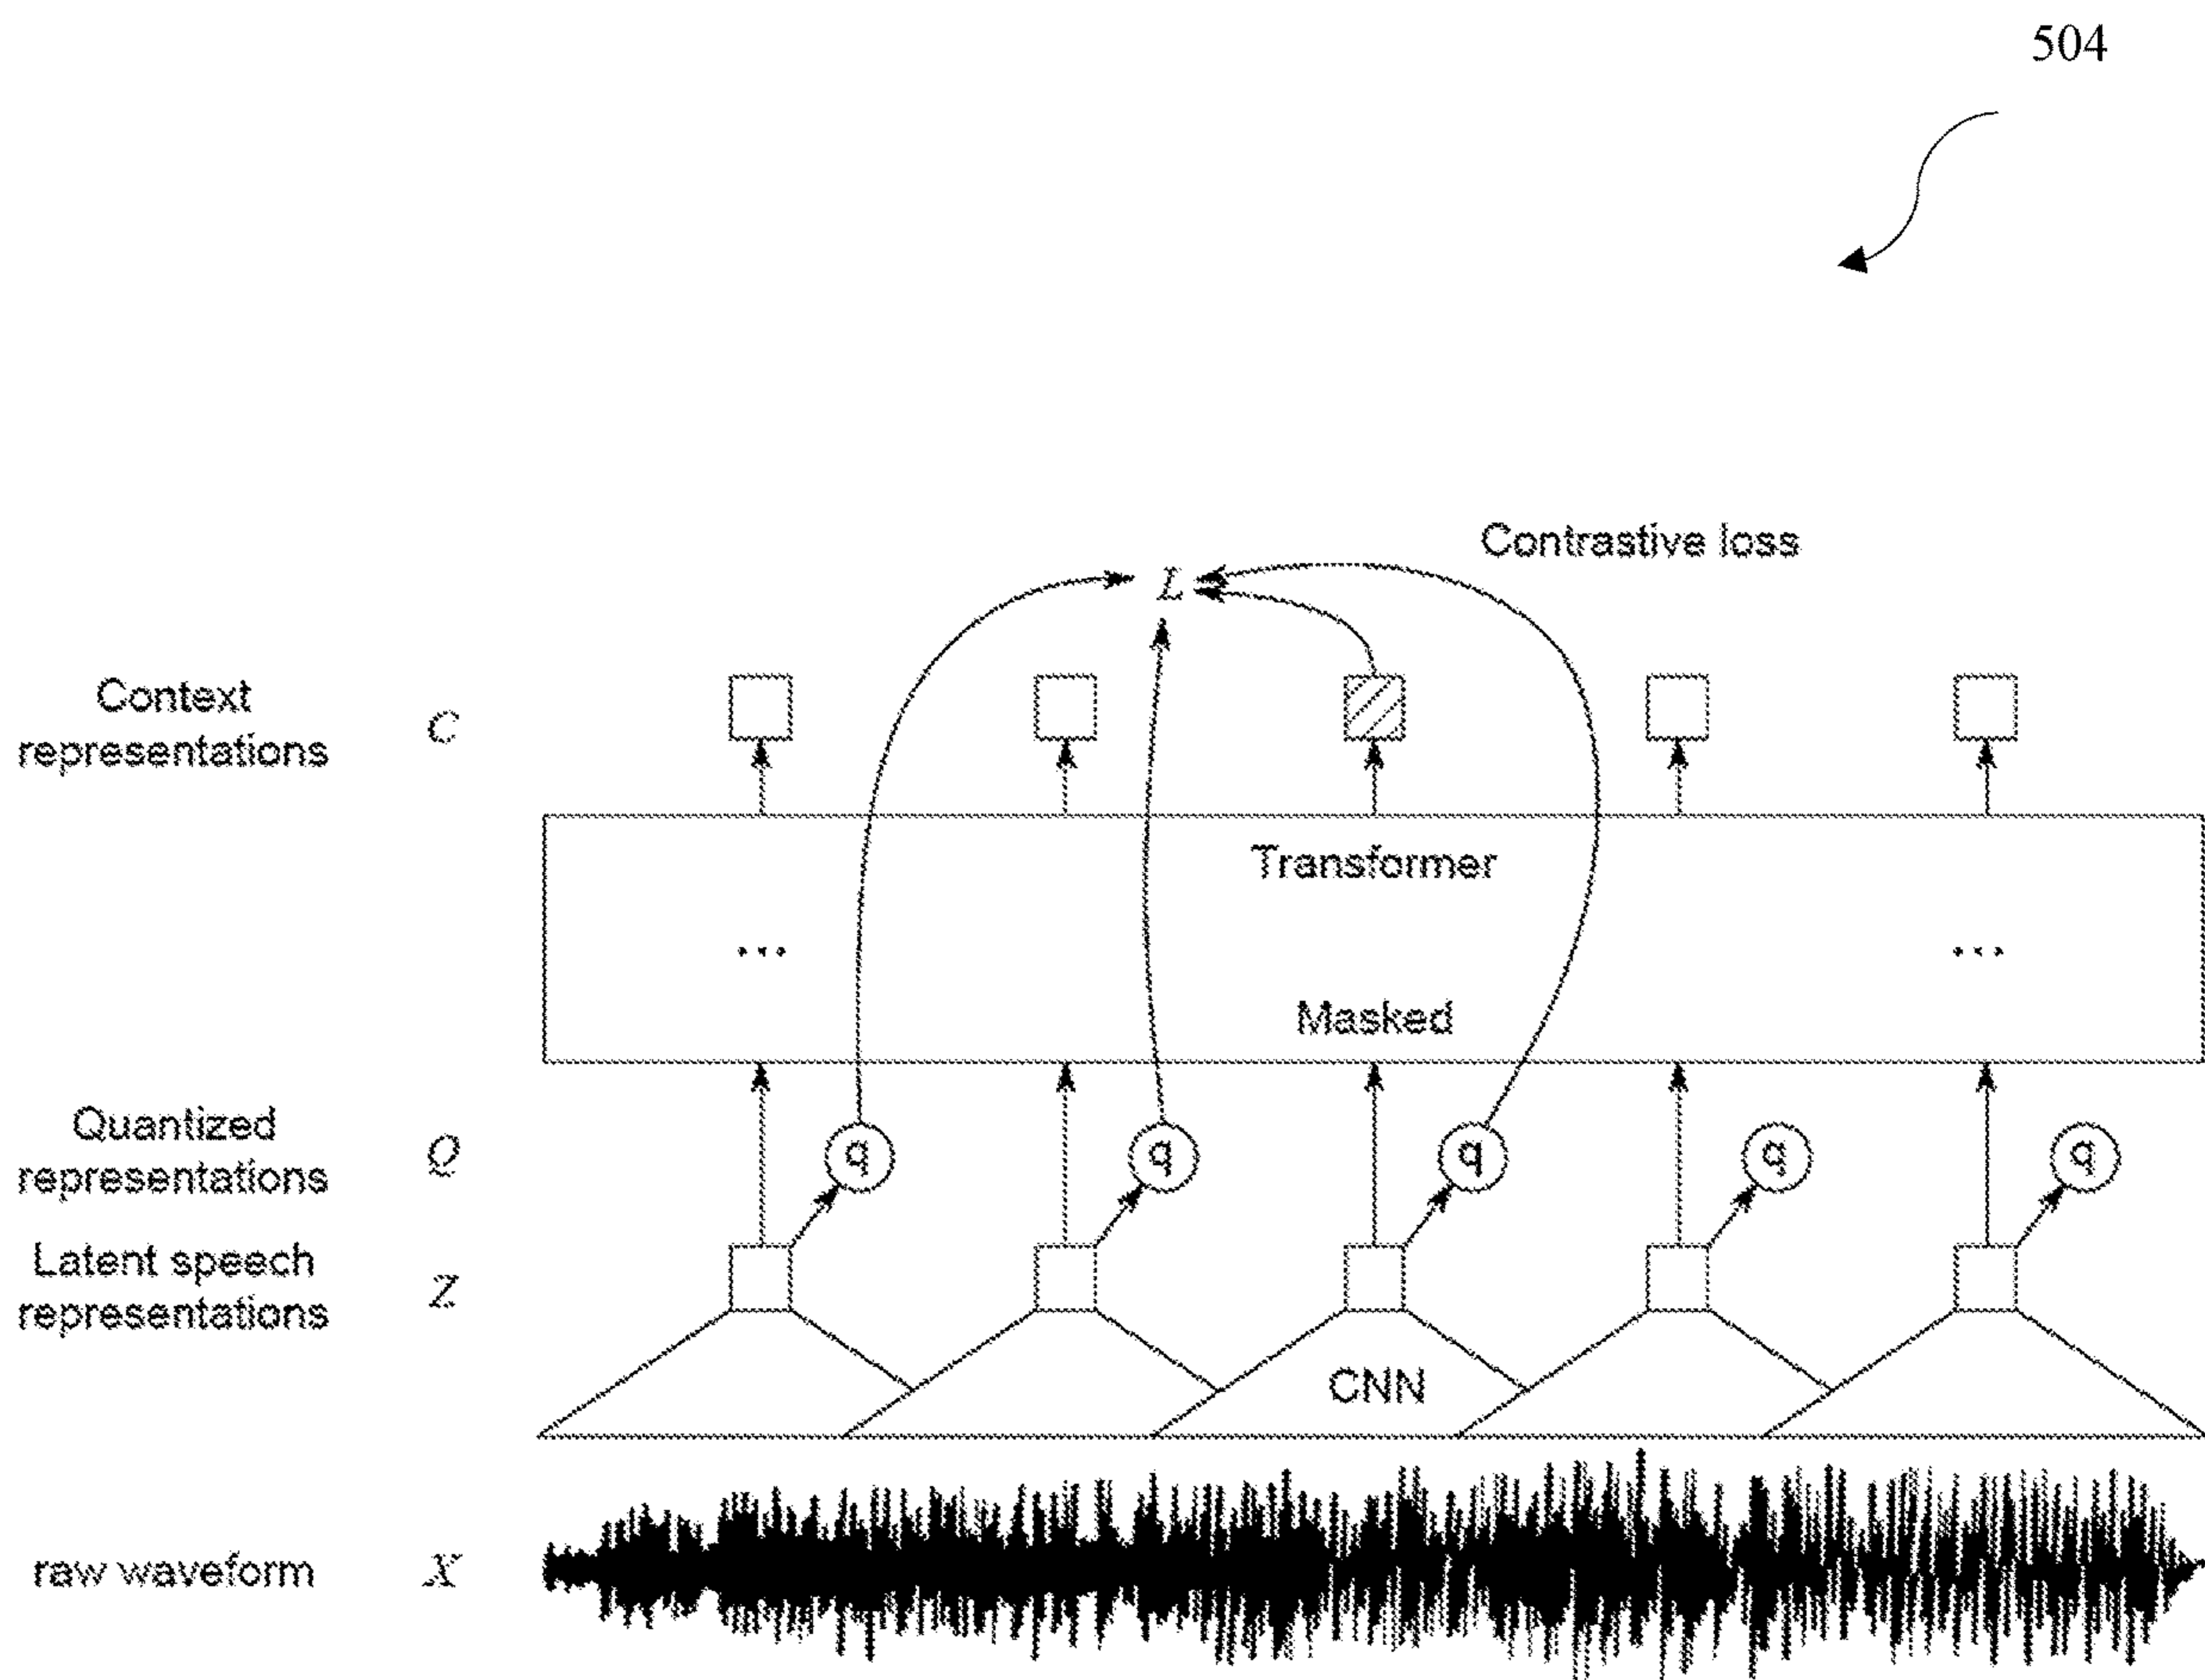 504
Contrastive loss
L
Context
representations
C
Transformer
...
...
Masked
Quantized
representations
Q
q
q
q
q
q
Latent speech
representations
Z
CNN
raw waveform
X